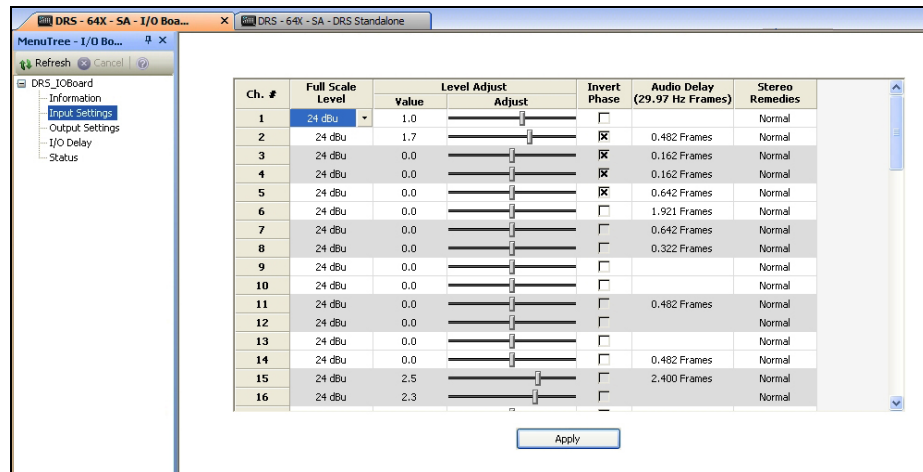 DRS - 64X - SA - I/O Boa... X DRS - 64X - SA - DRS Standalone
MenuTree - I/O Bo...
Refresh Cancel
DRS_IOBoard
Information
Input Settings
Output Settings
I/O Delay
Status
Ch. # Full Scale Level Level Adjust Invert Phase Audio Delay (29.97 Hz Frames) Stereo Remedies
Value Adjust
1 24 dBu 1.0 Normal
2 24 dBu 1.7 0.482 Frames Normal
3 24 dBu 0.0 0.162 Frames Normal
4 24 dBu 0.0 0.162 Frames Normal
5 24 dBu 0.0 0.642 Frames Normal
6 24 dBu 0.0 1.921 Frames Normal
7 24 dBu 0.0 0.642 Frames Normal
8 24 dBu 0.0 0.322 Frames Normal
9 24 dBu 0.0 Normal
10 24 dBu 0.0 Normal
11 24 dBu 0.0 0.482 Frames Normal
12 24 dBu 0.0 Normal
13 24 dBu 0.0 Normal
14 24 dBu 0.0 0.482 Frames Normal
15 24 dBu 2.5 2.400 Frames Normal
16 24 dBu 2.3 Normal
Apply